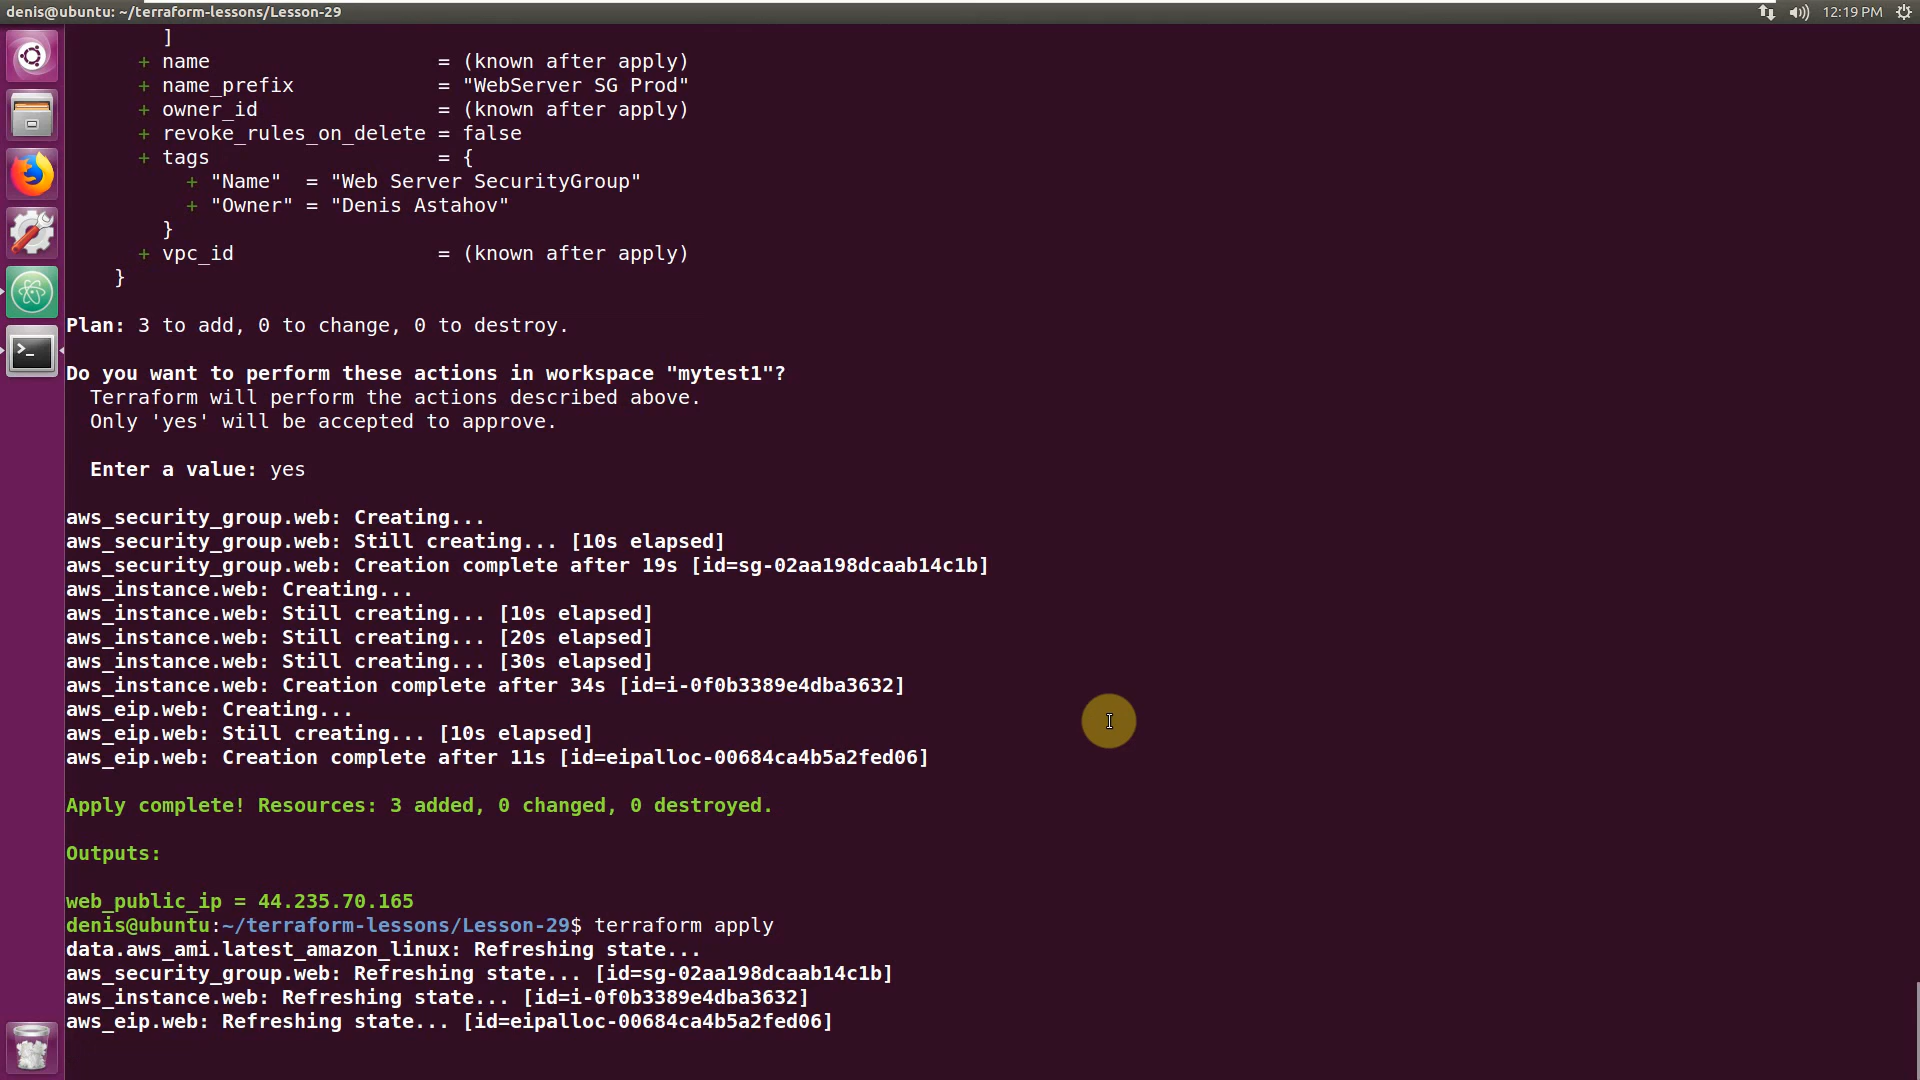 denis@ubuntu: ~/terraform-lessons/Lesson-29
12:19 PM
]
+ name = (known after apply)
+ name_prefix = "WebServer SG Prod"
+ owner_id = (known after apply)
+ revoke_rules_on_delete = false
+ tags = {
+ "Name" = "Web Server SecurityGroup"
+ "Owner" = "Denis Astahov"
}
+ vpc_id = (known after apply)
}
Plan: 3 to add, 0 to change, 0 to destroy.
Do you want to perform these actions in workspace "mytest1"?
Terraform will perform the actions described above.
Only 'yes' will be accepted to approve.
Enter a value: yes
aws_security_group.web: Creating...
aws_security_group.web: Still creating... [10s elapsed]
aws_security_group.web: Creation complete after 19s [id=sg-02aa198dcaab14c1b]
aws_instance.web: Creating...
aws_instance.web: Still creating... [10s elapsed]
aws_instance.web: Still creating... [20s elapsed]
aws_instance.web: Still creating... [30s elapsed]
aws_instance.web: Creation complete after 34s [id=i-0f0b3389e4dba3632]
aws_eip.web: Creating...
aws_eip.web: Still creating... [10s elapsed]
aws_eip.web: Creation complete after 11s [id=eipalloc-00684ca4b5a2fed06]
Apply complete! Resources: 3 added, 0 changed, 0 destroyed.
Outputs:
web_public_ip = 44.235.70.165
denis@ubuntu:~/terraform-lessons/Lesson-29$ terraform apply
data.aws_ami.latest_amazon_linux: Refreshing state...
aws_security_group.web: Refreshing state... [id=sg-02aa198dcaab14c1b]
aws_instance.web: Refreshing state... [id=i-0f0b3389e4dba3632]
aws_eip.web: Refreshing state... [id=eipalloc-00684ca4b5a2fed06]